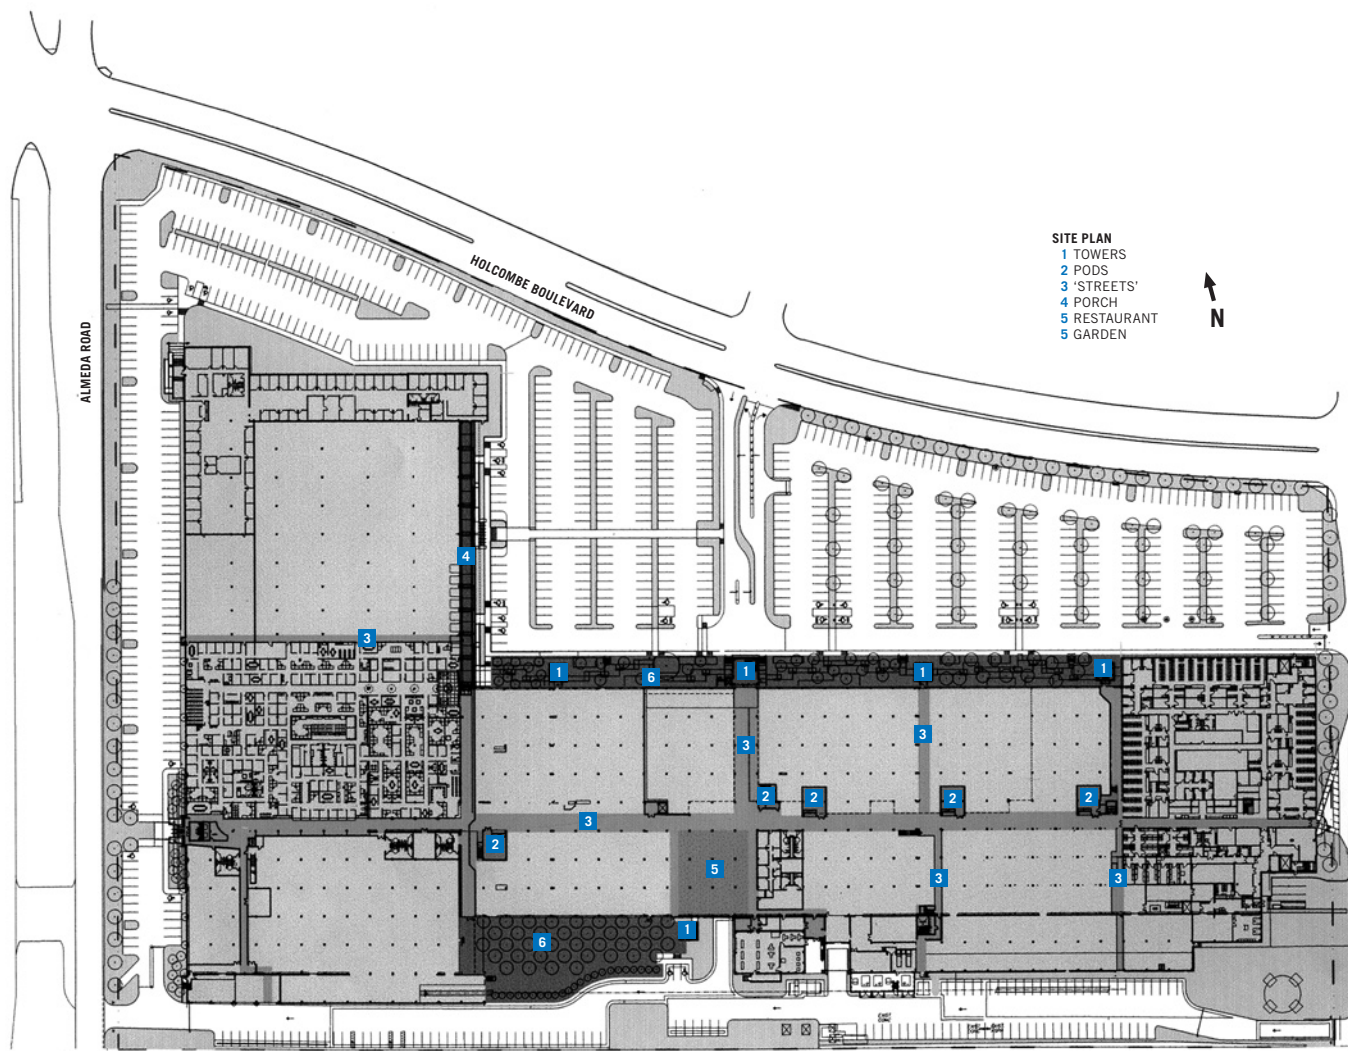 HOLCOMBE BOULEVARD
ALMEDA ROAD
SITE PLAN
1 TOWERS
2 PODS
3 ‘STREETS’
4 PORCH
5 RESTAURANT
5 GARDEN
N
4
3
1
6
1
1
1
3
3
2
2
2
2
3
2
5
3
3
1
6